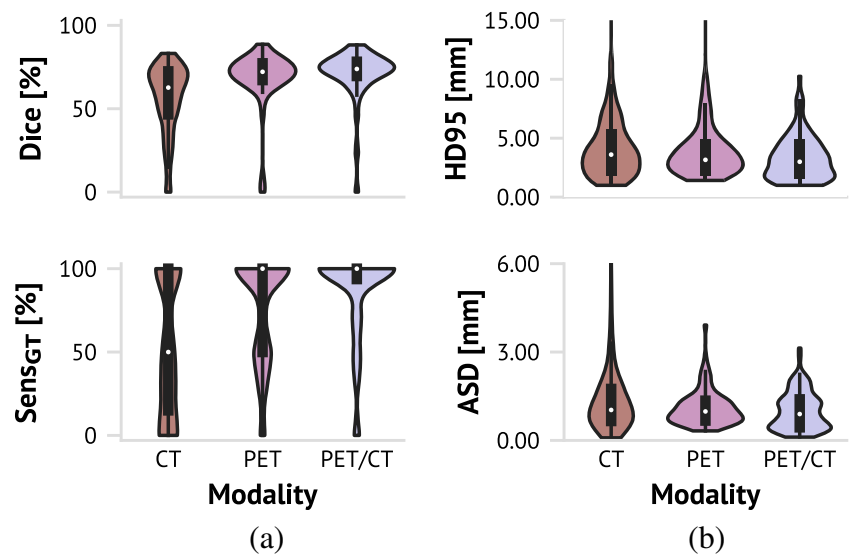 Dice [%]
100
50
0
HD95 [mm]
15.00
10.00
5.00
0.00
Sens_GT [%]
100
50
0
CT PET PET/CT
Modality
(a)
ASD [mm]
6.00
3.00
0.00
CT PET PET/CT
Modality
(b)